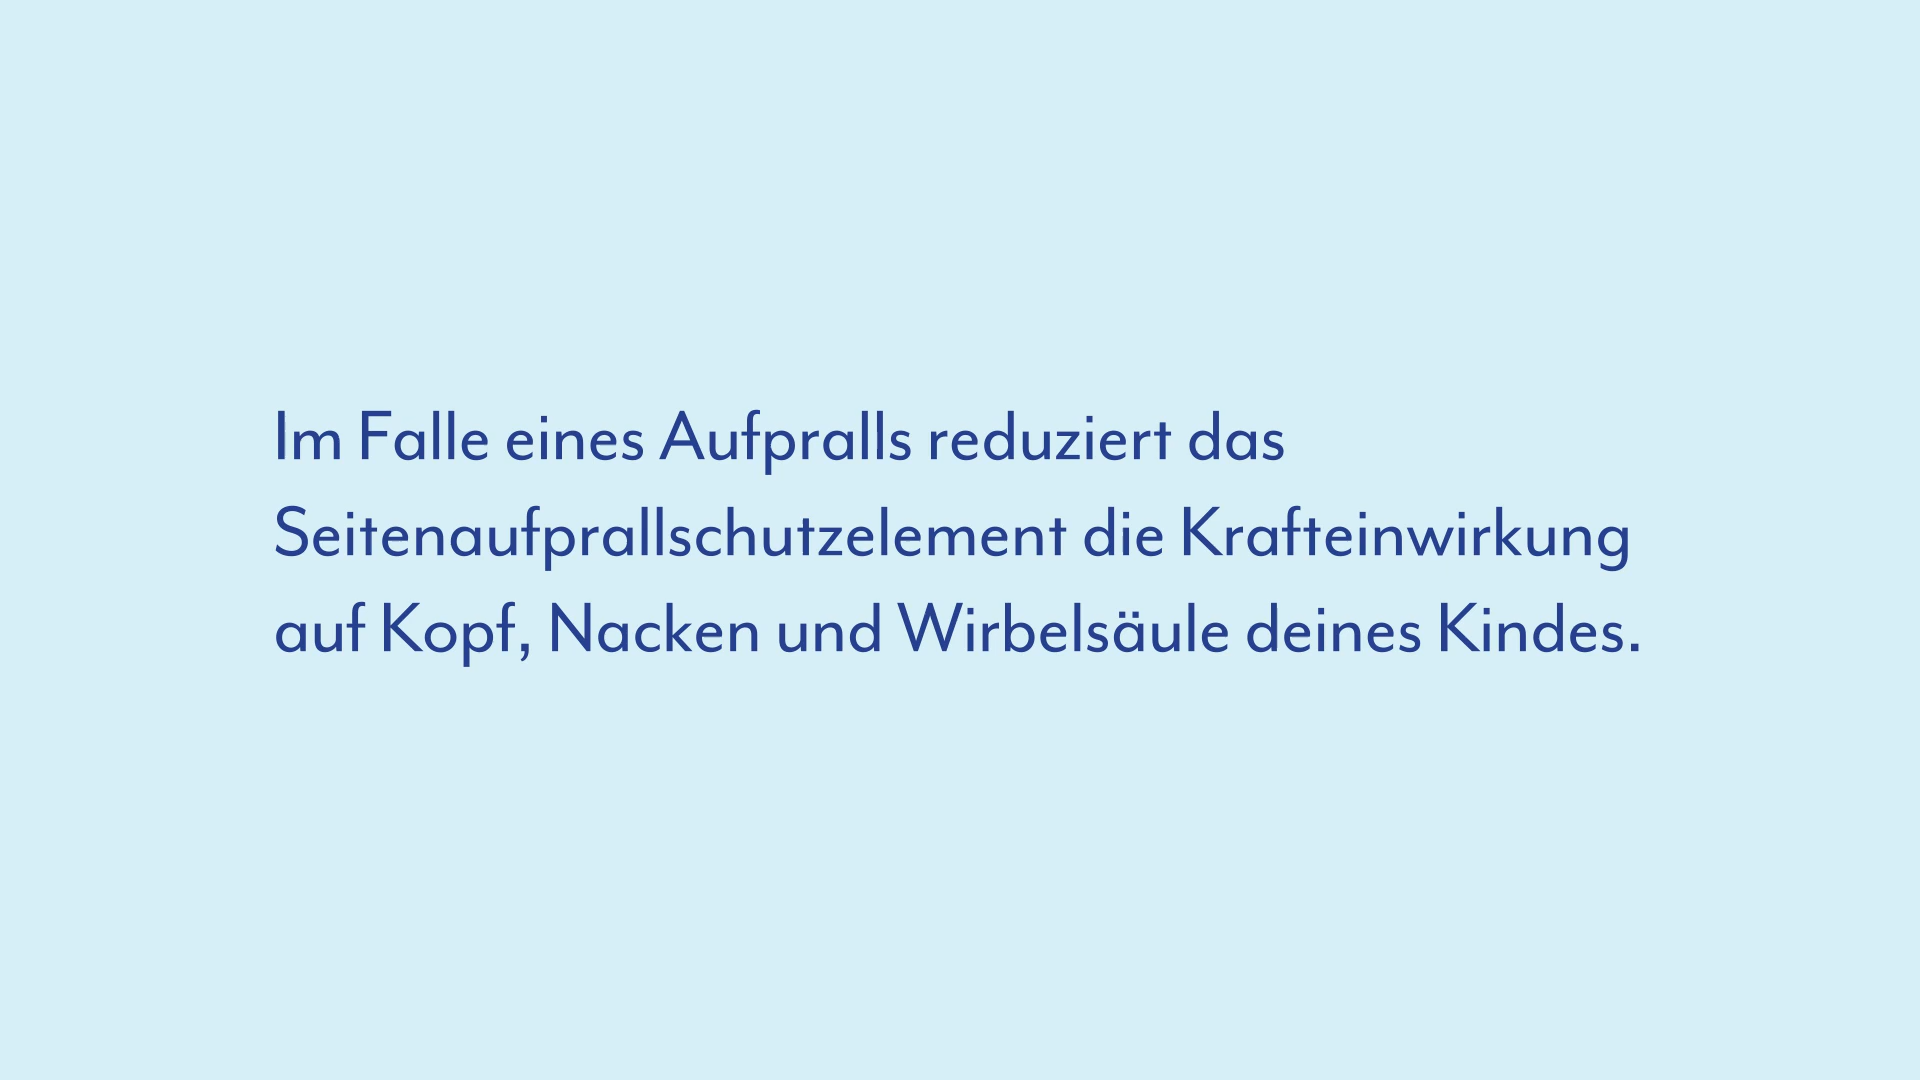 Im Falle eines Aufpralls reduziert das
Seitenaufprallschutzelement die Krafteinwirkung
auf Kopf, Nacken und Wirbelsäule deines Kindes.